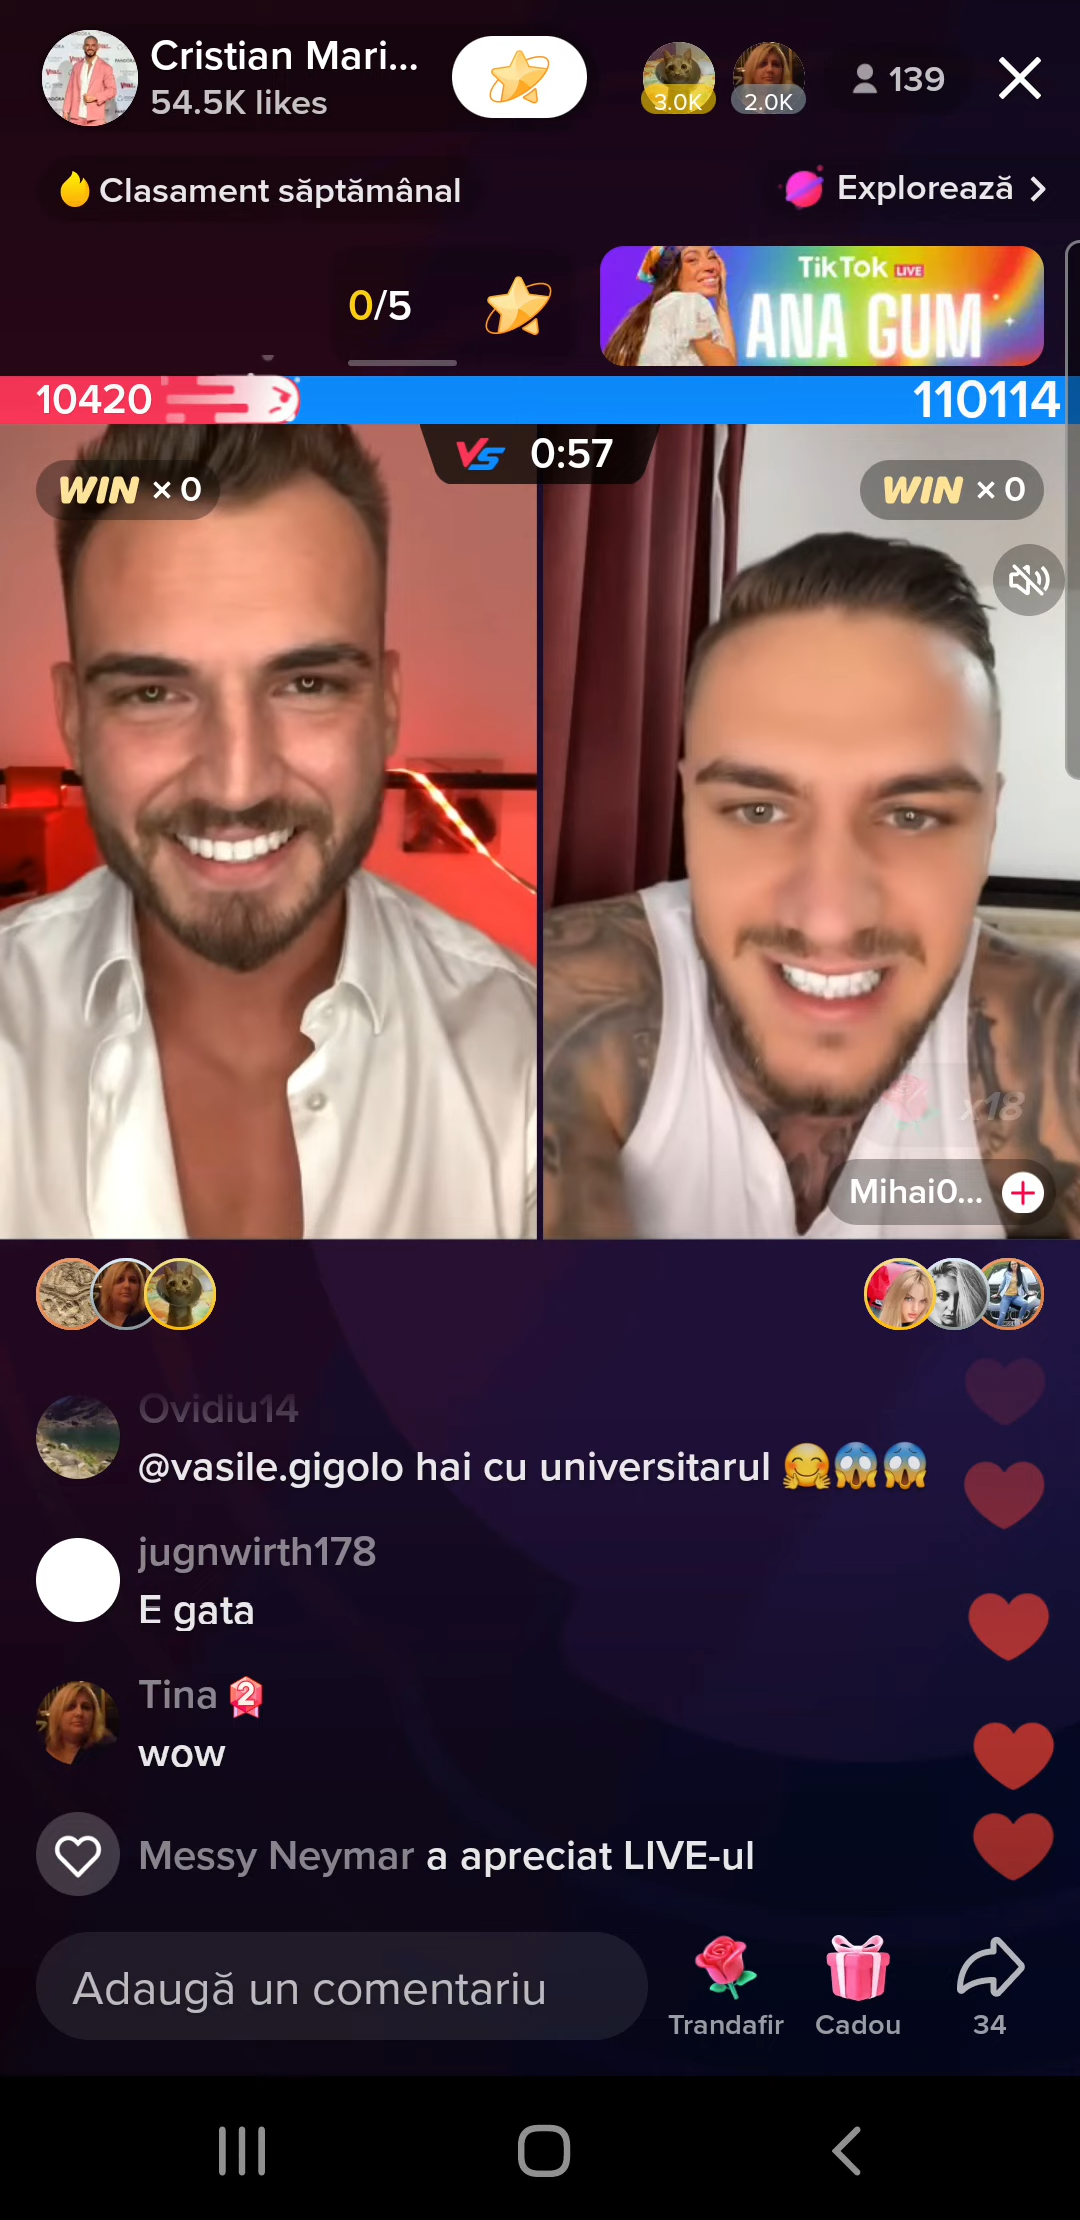 Cristian Mari...
54.5K likes
3.0K
2.0K
139
Clasament săptămânal
Explorează
0/5
TikTok LIVE
ANA GUM
10420
110114
VS 0:57
WIN × 0
WIN × 0
x18
Mihai0...
Ovidiu14
@vasile.gigolo hai cu universitarul 🤗😱😱
jugnwirth178
E gata
Tina 2
wow
Messy Neymar a apreciat LIVE-ul
Adaugă un comentariu
Trandafir
Cadou
34